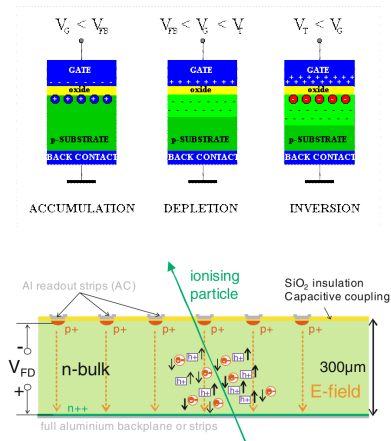 V_G < V_FB
V_FB < V_G < V_T
V_T < V_G
GATE
GATE
GATE
oxide
oxide
oxide
p-SUBSTRATE
p-SUBSTRATE
p-SUBSTRATE
BACK CONTACT
BACK CONTACT
BACK CONTACT
ACCUMULATION
DEPLETION
INVERSION
ionising
particle
Al readout strips (AC)
SiO₂ insulation
Capacitive coupling
p+ p+ p+ p+ p+ p+
-
V_FD
+
n-bulk
h+
h+
h+
h+
h+
h+
300µm
E-field
n++
full aluminium backplane or strips